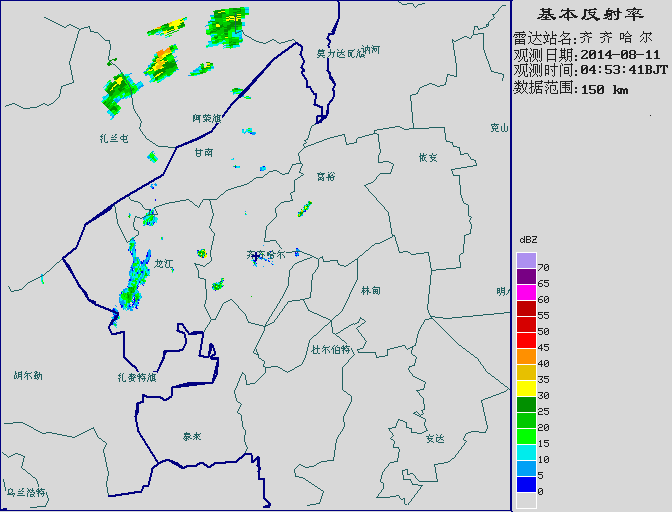 基本反射率
雷达站名:齐 齐 哈 尔
观测日期:2014-08-11
观测时间:04:53:41BJT
数据范围:150 km
莫力达瓦旗
讷河
阿荣旗
克山
扎兰屯
甘南
依安
富裕
齐齐哈尔
龙江
林甸
明
杜尔伯特
胡尔勒
扎赉特旗
泰来
安达
乌兰浩特
dBZ
70
65
60
55
50
45
40
35
30
25
20
15
10
5
0